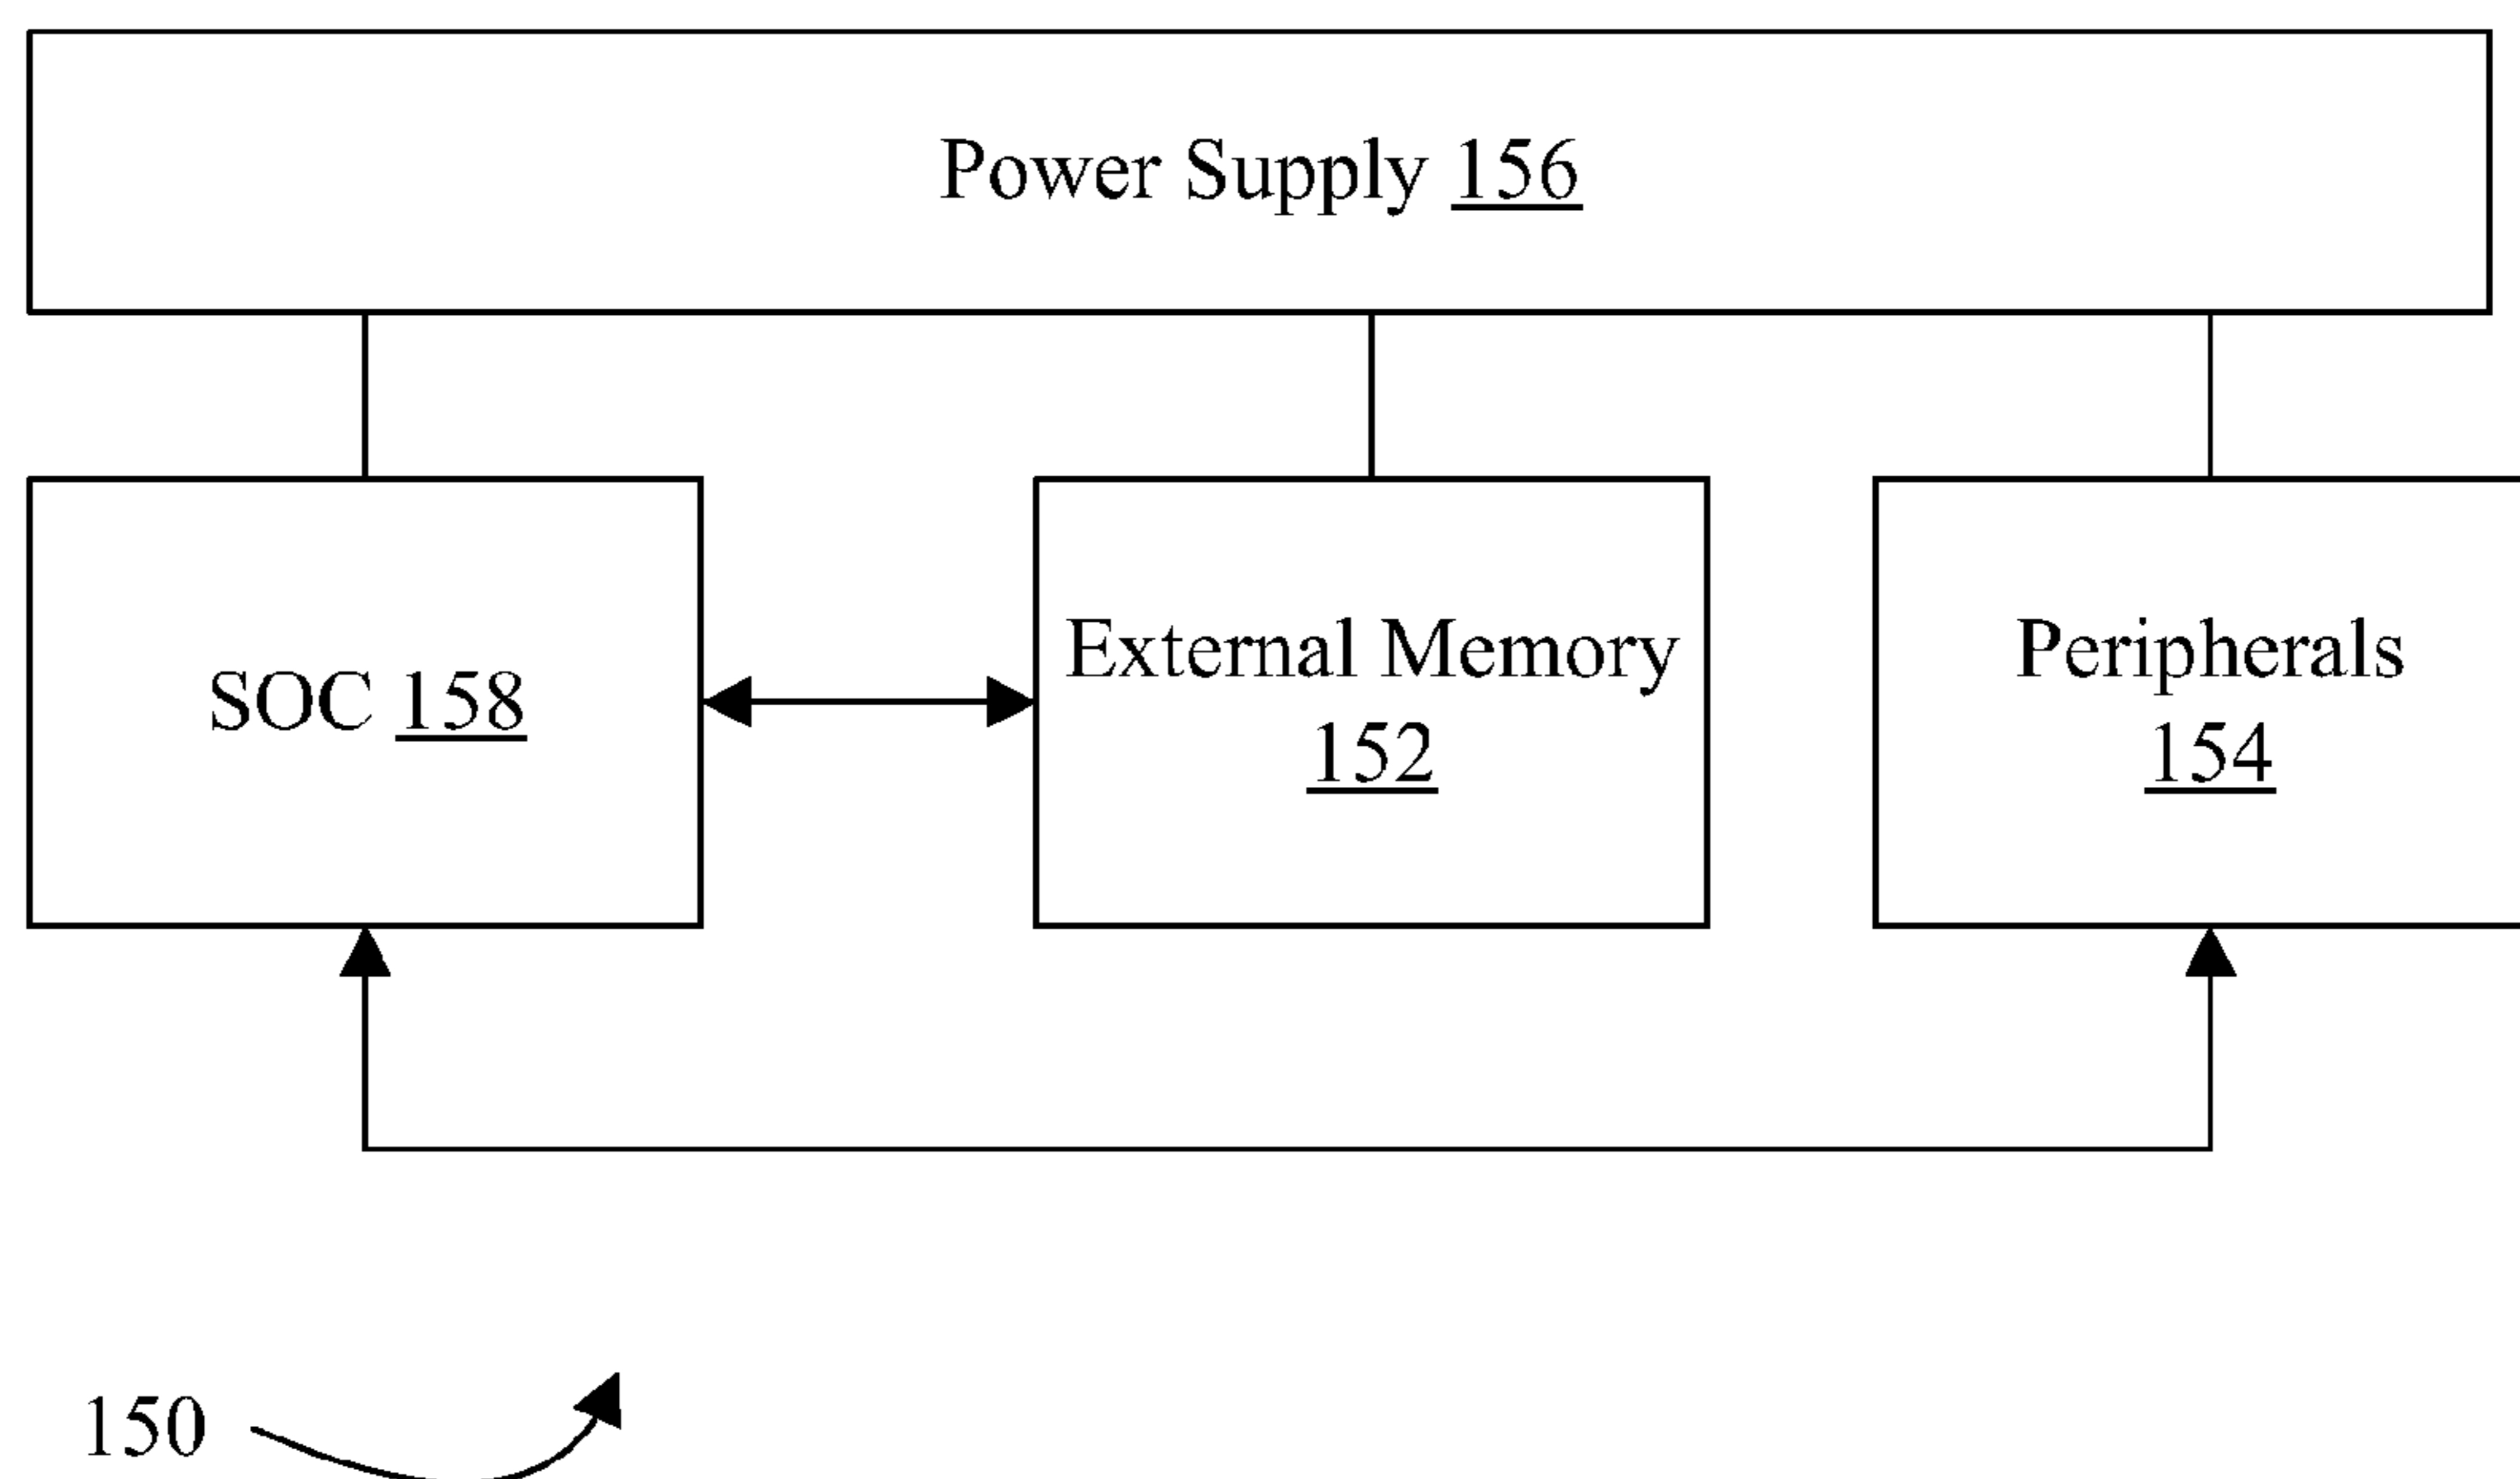 Power Supply 156
SOC 158
External Memory
152
Peripherals
154
150